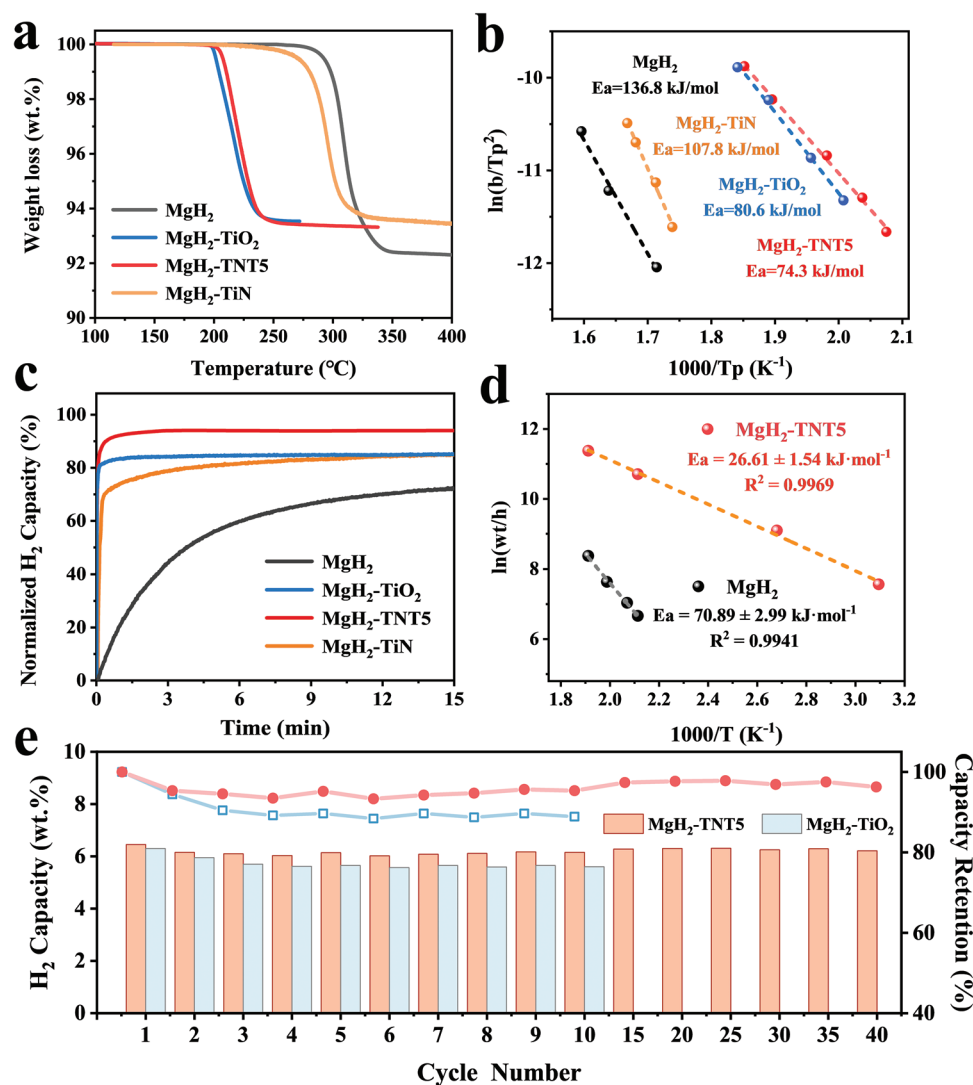 a
Weight loss (wt.%)
100
98
96
94
92
90
MgH2
MgH2-TiO2
MgH2-TNT5
MgH2-TiN
100 150 200 250 300 350 400
Temperature (°C)
b
ln(b/Tp²)
-10
-11
-12
MgH2
Ea=136.8 kJ/mol
MgH2-TiN
Ea=107.8 kJ/mol
MgH2-TiO2
Ea=80.6 kJ/mol
MgH2-TNT5
Ea=74.3 kJ/mol
1.6 1.7 1.8 1.9 2.0 2.1
1000/Tp (K⁻¹)
c
Normalized H2 Capacity (%)
100
80
60
40
20
0
MgH2
MgH2-TiO2
MgH2-TNT5
MgH2-TiN
0 3 6 9 12 15
Time (min)
d
ln(wt/h)
12
10
8
6
MgH2-TNT5
Ea = 26.61 ± 1.54 kJ·mol⁻¹
R² = 0.9969
MgH2
Ea = 70.89 ± 2.99 kJ·mol⁻¹
R² = 0.9941
1.8 2.0 2.2 2.4 2.6 2.8 3.0 3.2
1000/T (K⁻¹)
e
H2 Capacity (wt.%)
10
8
6
4
2
0
MgH2-TNT5 MgH2-TiO2
100
80
60
40
Capacity Retention (%)
1 2 3 4 5 6 7 8 9 10 15 20 25 30 35 40
Cycle Number